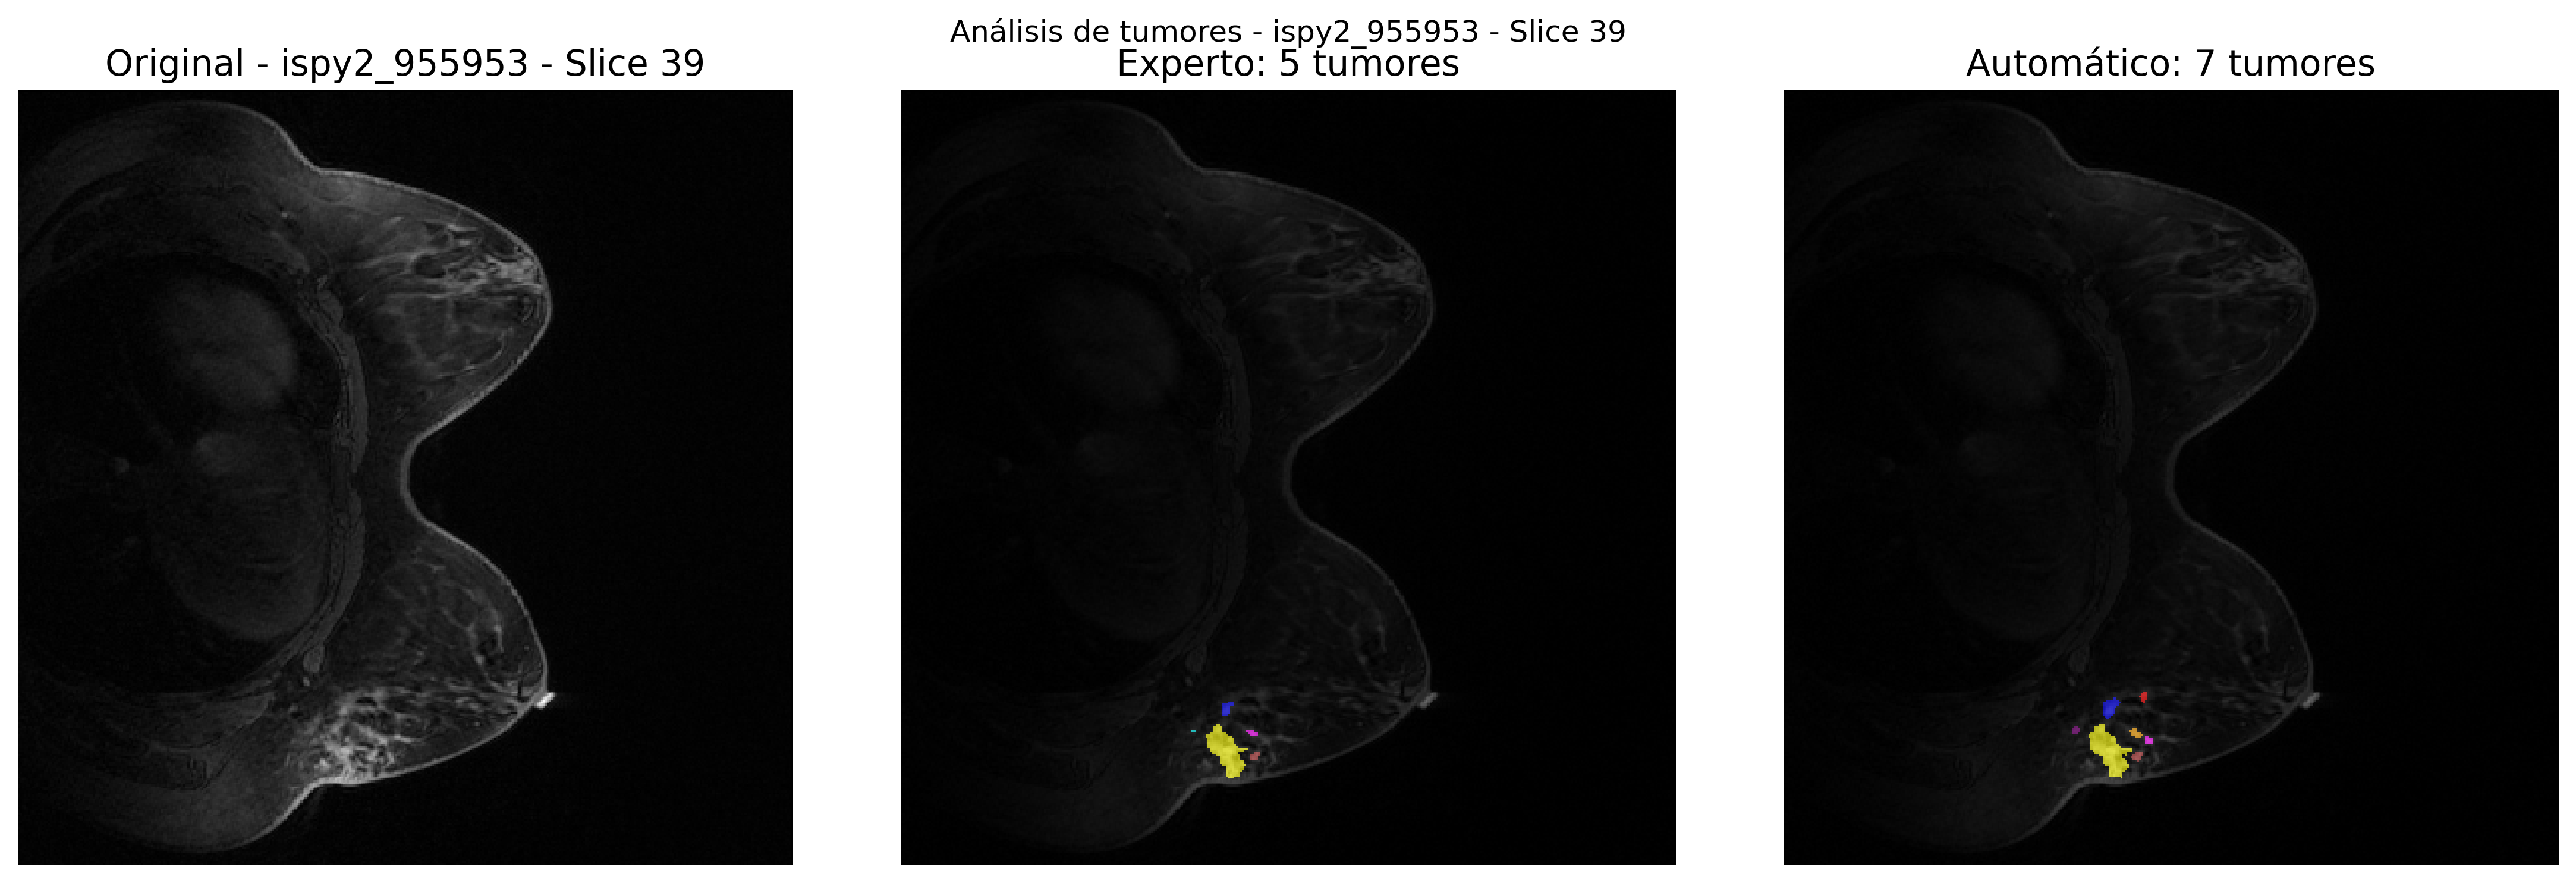 Análisis de tumores - ispy2_955953 - Slice 39
Original - ispy2_955953 - Slice 39
Experto: 5 tumores
Automático: 7 tumores